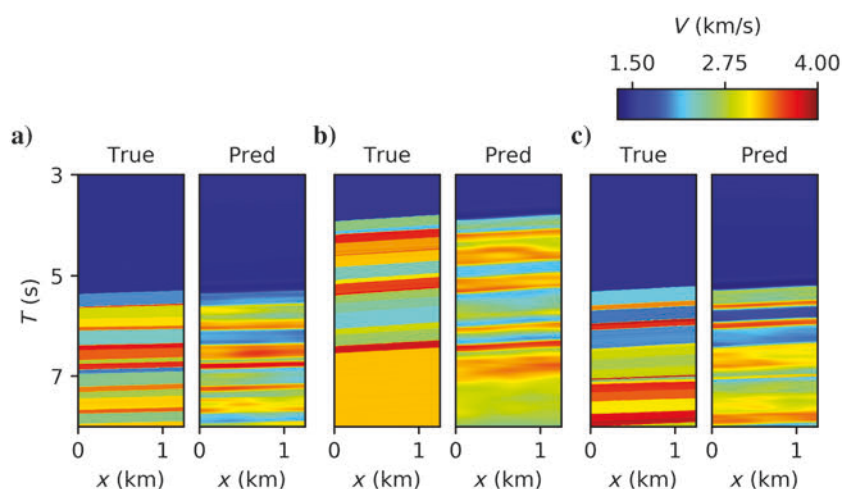 V (km/s)
1.50 2.75 4.00
a) b) c)
True Pred True Pred True Pred
3
5
7
T (s)
0 1 0 1 0 1 0 1 0 1 0 1
x (km) x (km) x (km) x (km) x (km) x (km)